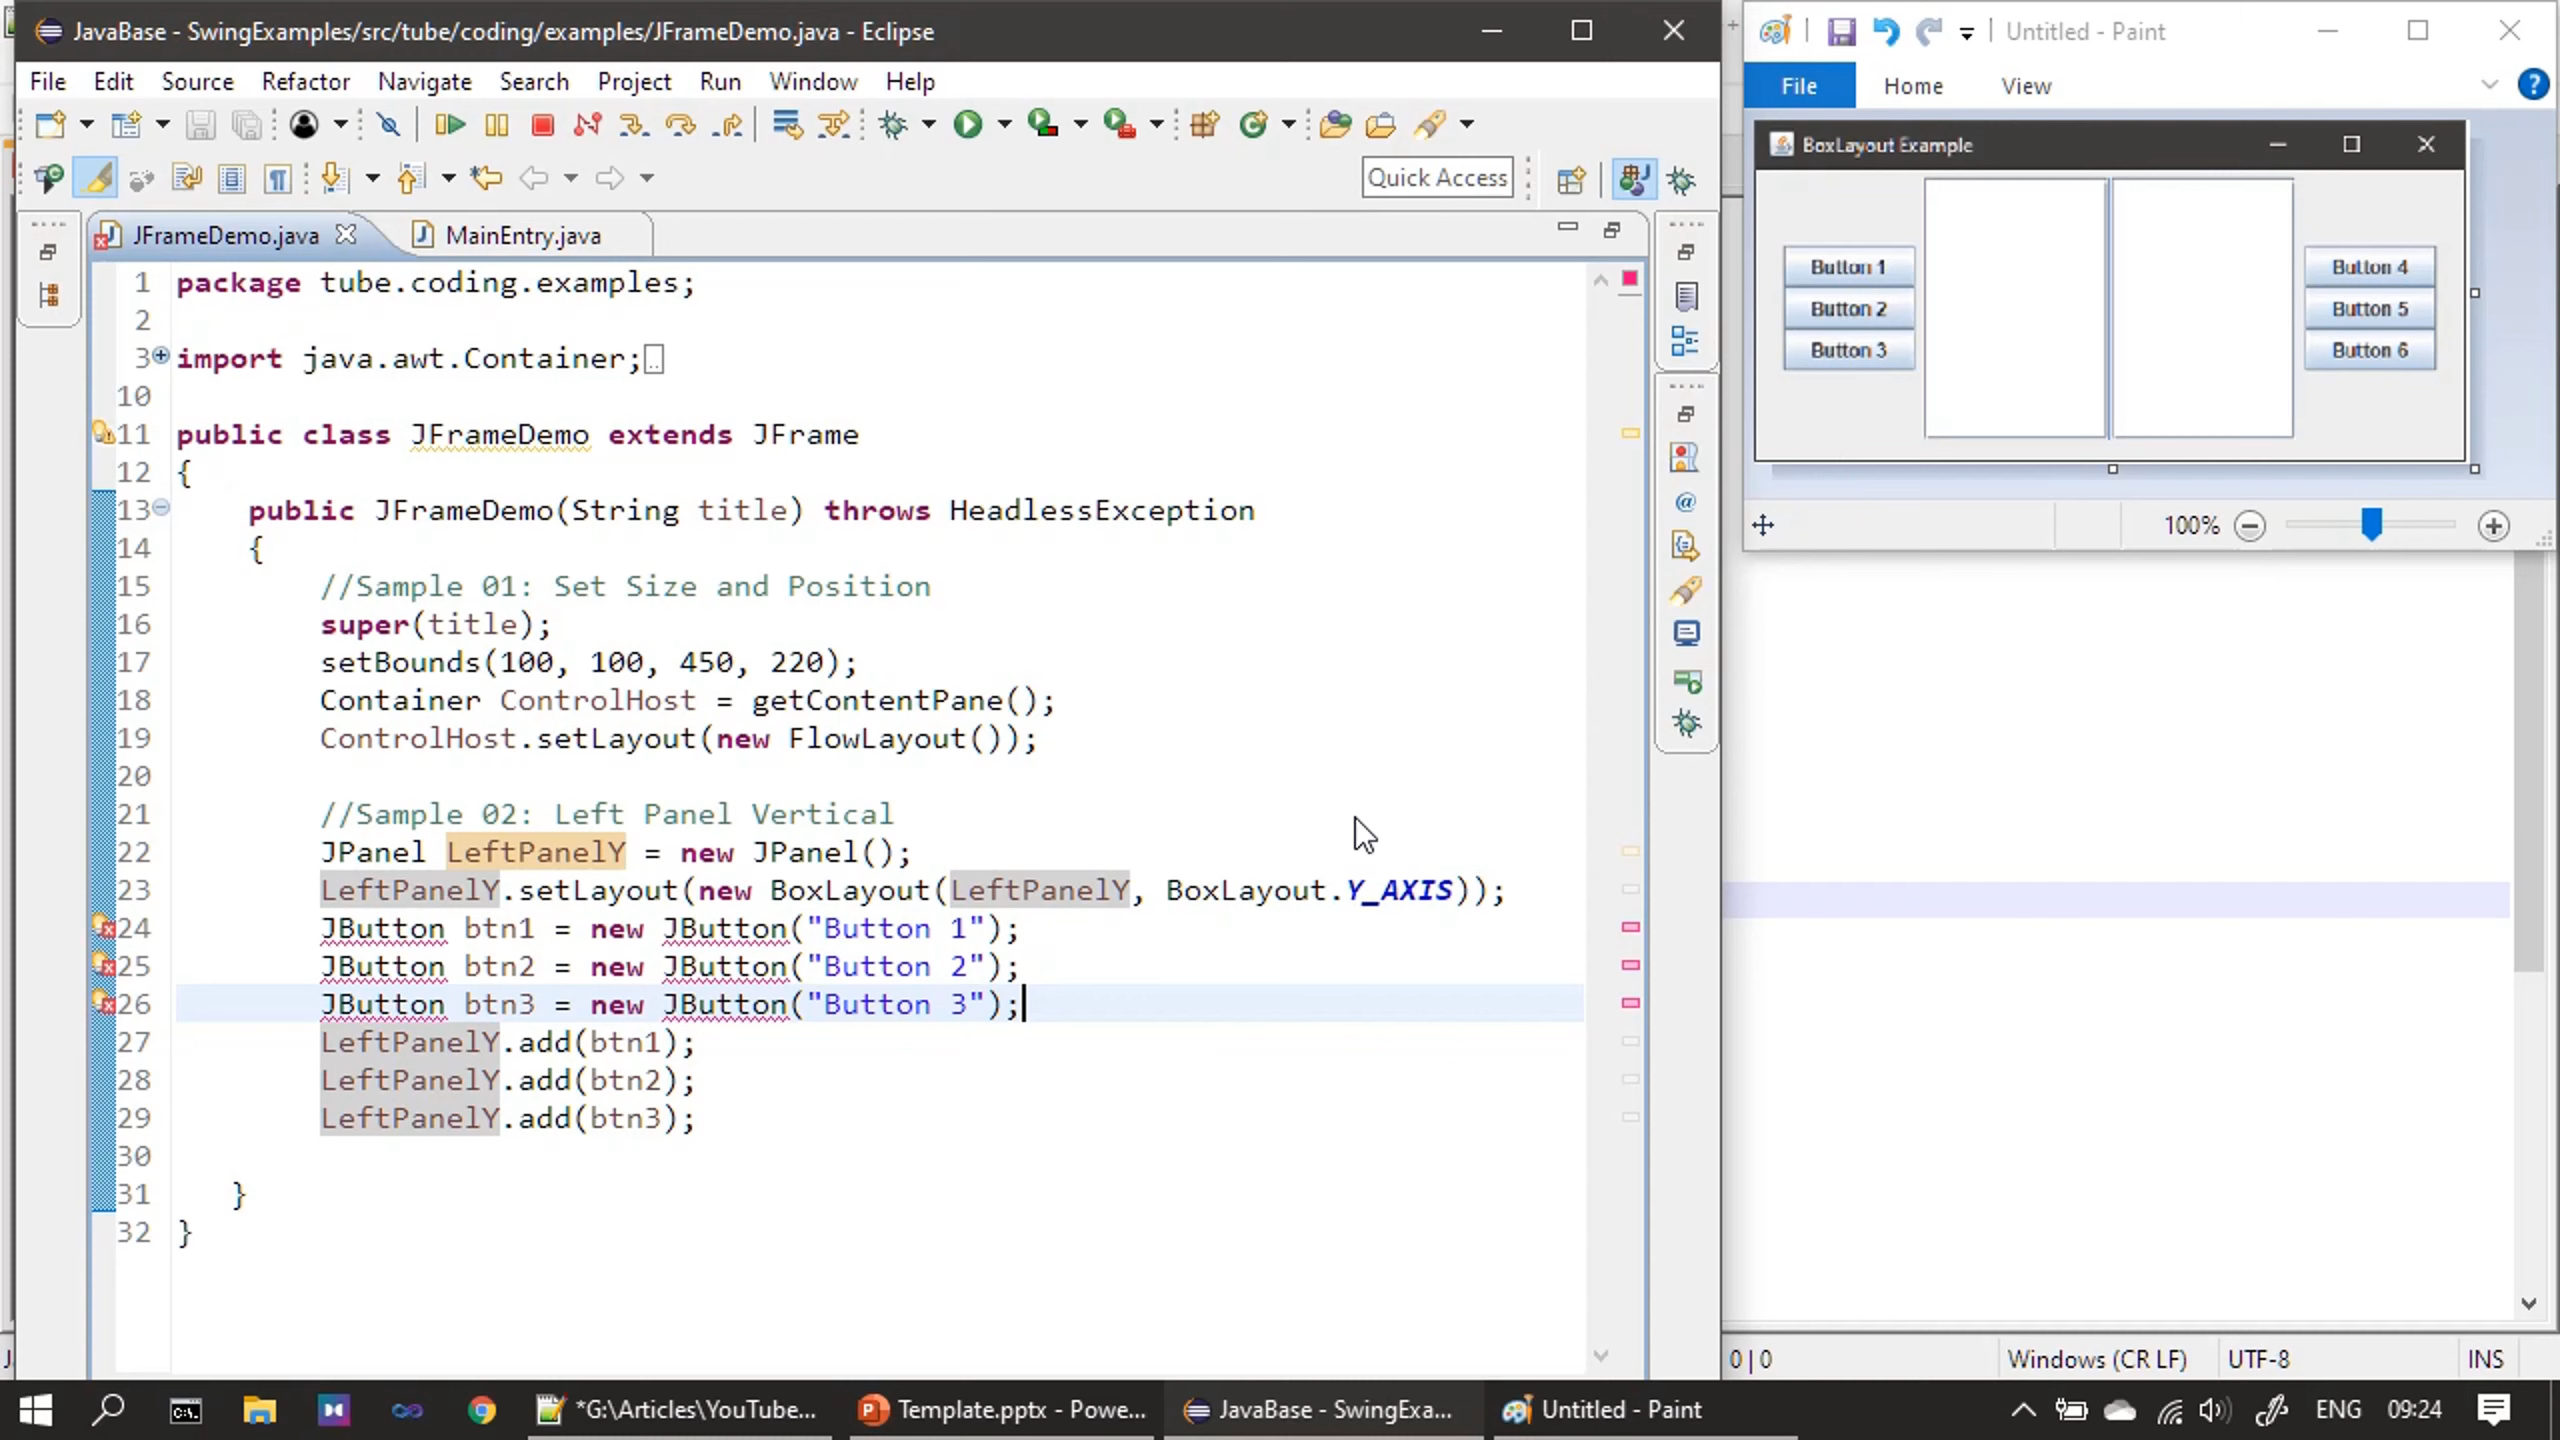 JavaBase - SwingExamples/src/tube/coding/examples/JFrameDemo.java - Eclipse
File Edit Source Refactor Navigate Search Project Run Window Help
Quick Access
JFrameDemo.java MainEntry.java
1 package tube.coding.examples;
2
3 import java.awt.Container;
10
11 public class JFrameDemo extends JFrame
12 {
13 public JFrameDemo(String title) throws HeadlessException
14 {
15 //Sample 01: Set Size and Position
16 super(title);
17 setBounds(100, 100, 450, 220);
18 Container ControlHost = getContentPane();
19 ControlHost.setLayout(new FlowLayout());
20
21 //Sample 02: Left Panel Vertical
22 JPanel LeftPanelY = new JPanel();
23 LeftPanelY.setLayout(new BoxLayout(LeftPanelY, BoxLayout.Y_AXIS));
24 JButton btn1 = new JButton("Button 1");
25 JButton btn2 = new JButton("Button 2");
26 JButton btn3 = new JButton("Button 3");
27 LeftPanelY.add(btn1);
28 LeftPanelY.add(btn2);
29 LeftPanelY.add(btn3);
30
31 }
32 }
Untitled - Paint
File Home View
BoxLayout Example
Button 1 Button 4
Button 2 Button 5
Button 3 Button 6
100%
0 | 0 Windows (CR LF) UTF-8 INS
*G:\Articles\YouTube... Template.pptx - Powe... JavaBase - SwingExa... Untitled - Paint ENG 09:24